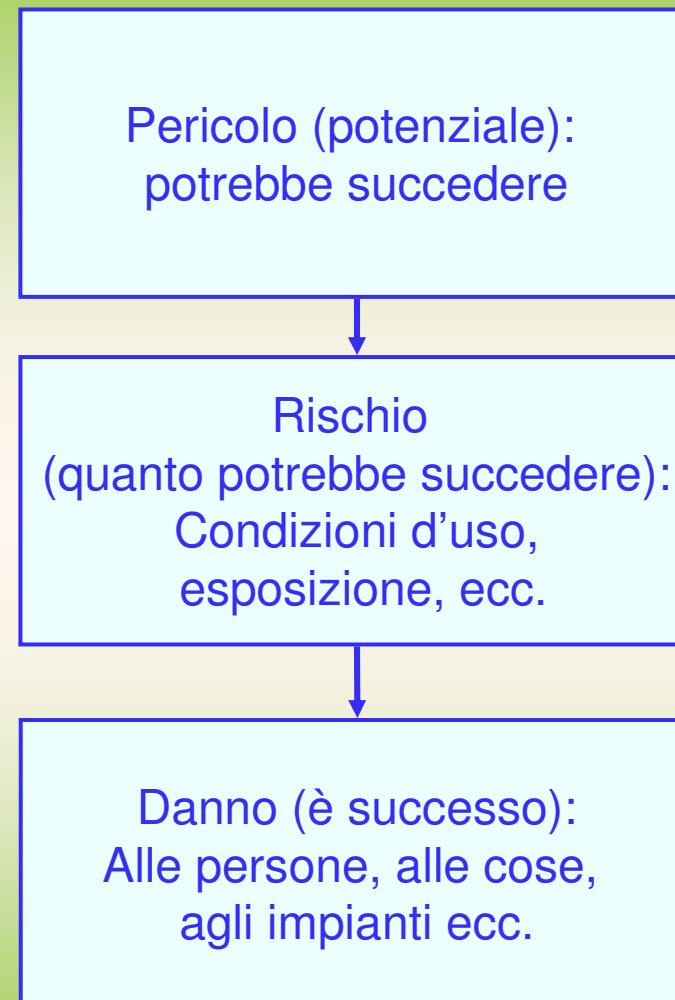 Pericolo (potenziale):
potrebbe succedere
Rischio
(quanto potrebbe succedere):
Condizioni d’uso,
esposizione, ecc.
Danno (è successo):
Alle persone, alle cose,
agli impianti ecc.